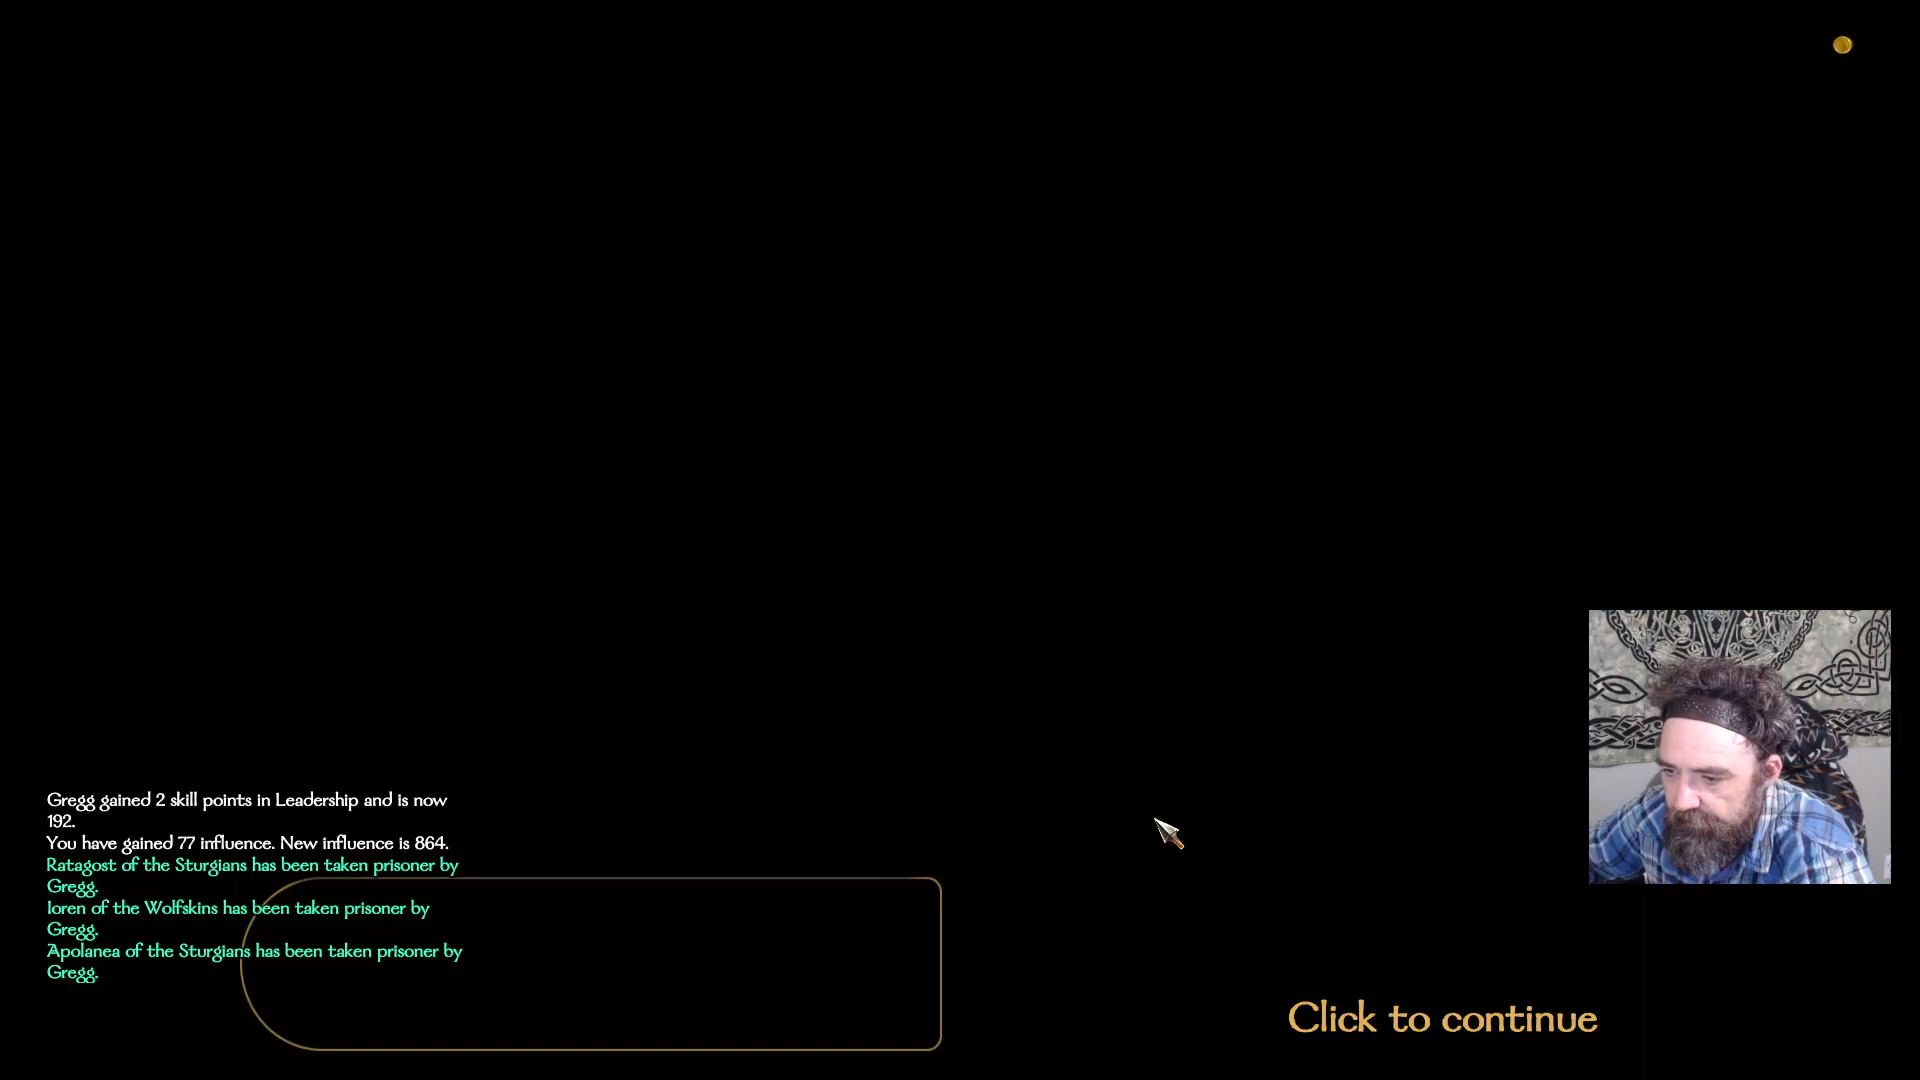 Gregg gained 2 skill points in Leadership and is now
192.
You have gained 77 influence. New influence is 864.
Ratagost of the Sturgians has been taken prisoner by
Gregg.
Ioren of the Wolfskins has been taken prisoner by
Gregg.
Apolanea of the Sturgians has been taken prisoner by
Gregg.
Click to continue